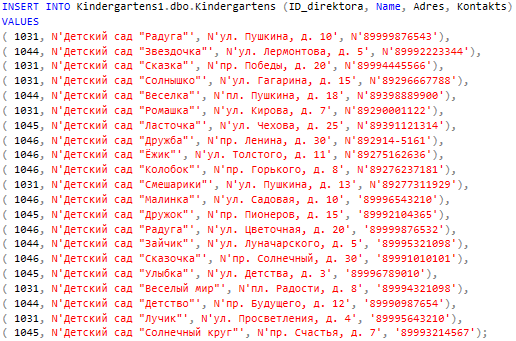 INSERT INTO Kindergartens1.dbo.Kindergartens (ID_direktora, Name, Adres, Kontakts)
VALUES
( 1031, N'Детский сад "Радуга"', N'ул. Пушкина, д. 10', N'89999876543'),
( 1044, N'Детский сад "Звездочка"', N'ул. Лермонтова, д. 5', N'89992223344'),
( 1031, N'Детский сад "Сказка"', N'пр. Победы, д. 20', N'89994445566'),
( 1031, N'Детский сад "Солнышко"', N'ул. Гагарина, д. 15', N'89296667788'),
( 1044, N'Детский сад "Веселка"', N'пл. Пушкина, д. 18', N'89398889900'),
( 1031, N'Детский сад "Ромашка"', N'ул. Кирова, д. 7', N'89290001122'),
( 1045, N'Детский сад "Ласточка"', N'ул. Чехова, д. 25', N'89391121314'),
( 1046, N'Детский сад "Дружба"', N'пр. Ленина, д. 30', N'892914-5161'),
( 1046, N'Детский сад "Ёжик"', N'ул. Толстого, д. 11', N'89275162636'),
( 1046, N'Детский сад "Колобок"', N'пр. Горького, д. 8', N'89276237181'),
( 1031, N'Детский сад "Смешарики"', N'ул. Пушкина, д. 13', N'89277311929'),
( 1046, N'Детский сад "Малинка"', N'ул. Садовая, д. 10', '89996543210'),
( 1045, N'Детский сад "Дружок"', N'пр. Пионеров, д. 15', '89992104365'),
( 1046, N'Детский сад "Радуга"', N'ул. Цветочная, д. 20', '89999876532'),
( 1044, N'Детский сад "Зайчик"', N'ул. Луначарского, д. 5', '89995321098'),
( 1046, N'Детский сад "Сказочка"', N'пр. Солнечный, д. 30', '89991010101'),
( 1045, N'Детский сад "Улыбка"', N'ул. Детства, д. 3', '89996789010'),
( 1031, N'Детский сад "Веселый мир"', N'пл. Радости, д. 8', '89994321098'),
( 1044, N'Детский сад "Детство"', N'пр. Будущего, д. 12', '89990987654'),
( 1031, N'Детский сад "Лучик"', N'ул. Просветления, д. 4', '89995643210'),
( 1045, N'Детский сад "Солнечный круг"', N'пр. Счастья, д. 7', '89993214567');